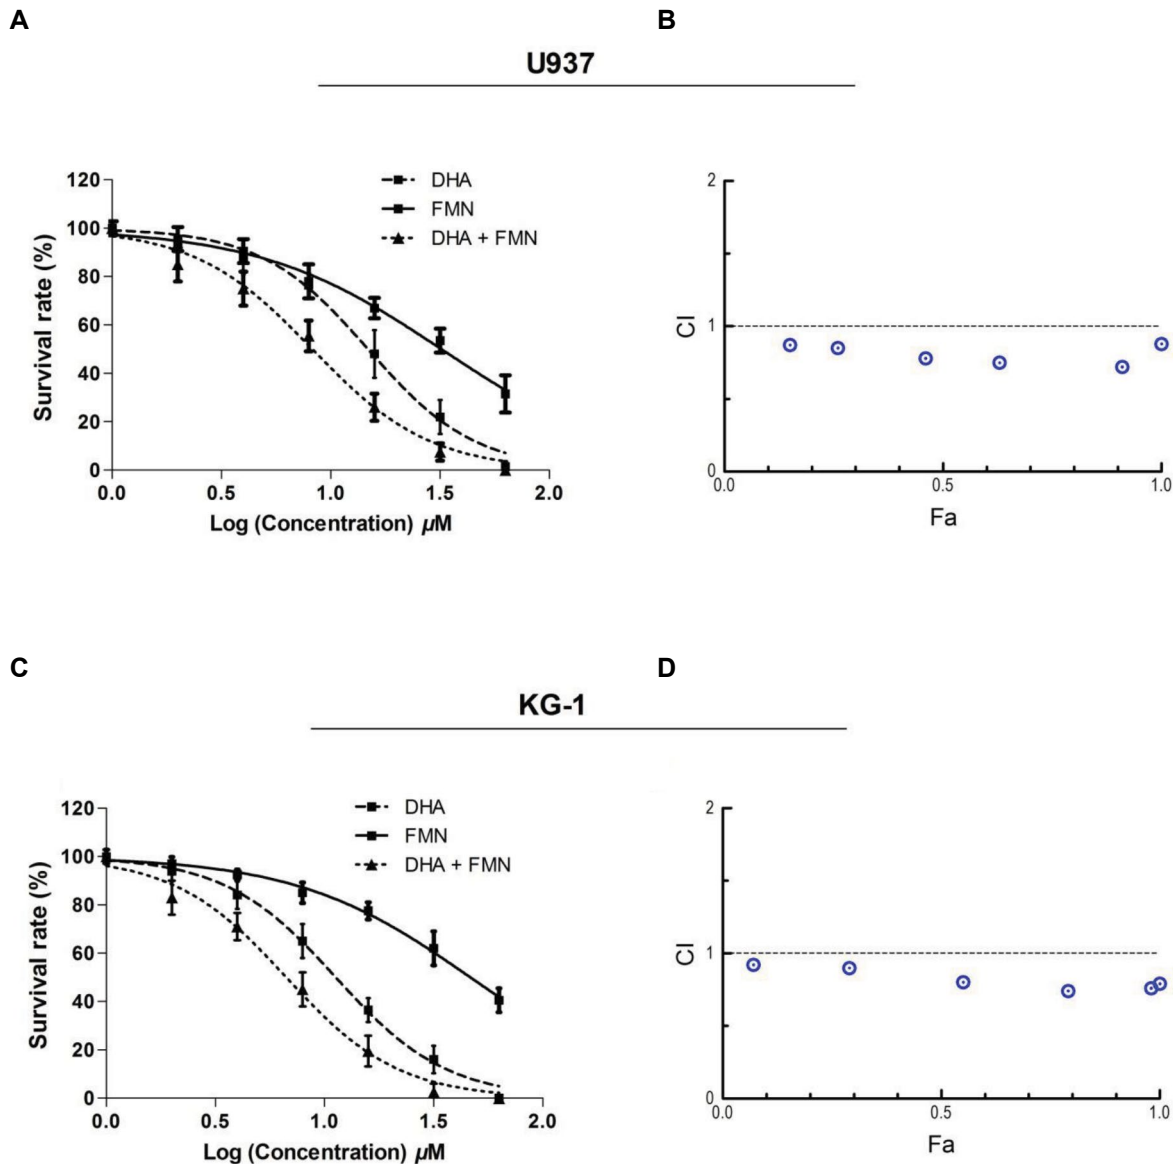 A
B
U937
120
100
80
60
40
20
0
Survival rate (%)
DHA
FMN
DHA + FMN
0.0
0.5
1.0
1.5
2.0
Log (Concentration) µM
2
1
0
CI
0.0
0.5
1.0
Fa
C
D
KG-1
120
100
80
60
40
20
0
Survival rate (%)
DHA
FMN
DHA + FMN
0.0
0.5
1.0
1.5
2.0
Log (Concentration) µM
2
1
0
CI
0.0
0.5
1.0
Fa